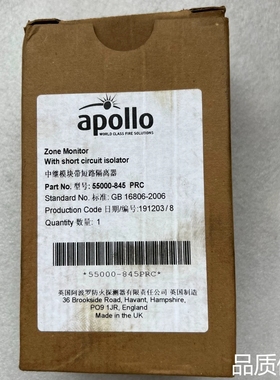 apollo
WORLD CLASS FIRE SOLUTIONS
Zone Monitor
With short circuit isolator
中继模块带短路隔离器
Part No. 型号: 55000-845 PRC
Standard No. 标准: GB 16806-2006
Production Code 日期/编号:191203 / 8
Quantity 数量: 1
*55000-845PRC*
英国阿波罗防火探测器有限责任公司 英国制造
36 Brookside Road, Havant, Hampshire,
PO9 1JR, England
Made in the UK
品质